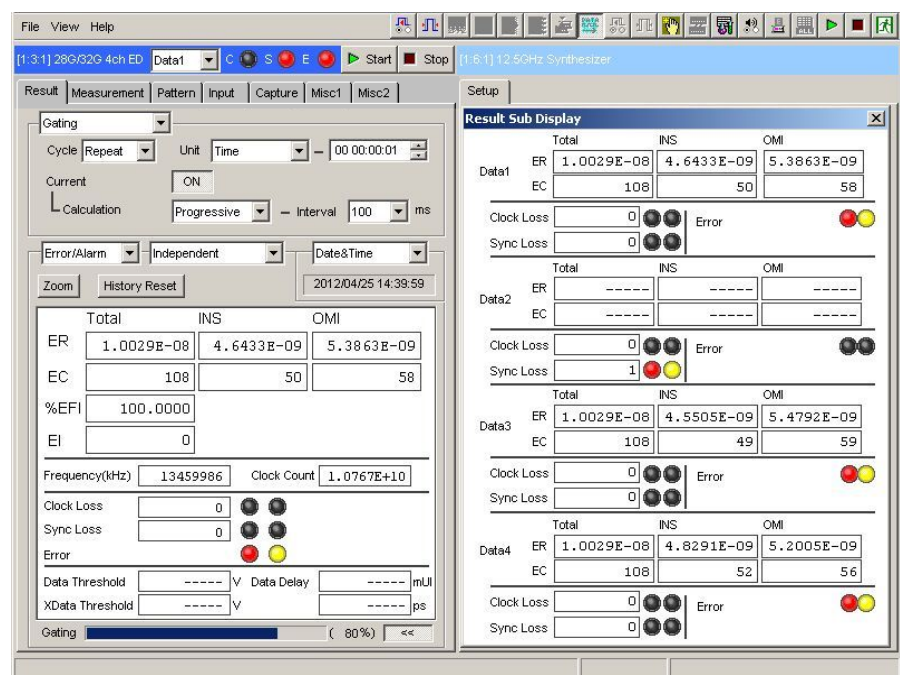 File View Help
[1:3:1] 28G/32G 4ch ED Data1 C S E Start Stop [1:6:1] 12.5GHz Synthesizer
Result Measurement Pattern Input Capture Misc1 Misc2
Setup
Gating
Cycle Repeat Unit Time 00 00:00:01
Current ON
Calculation Progressive Interval 100 ms
Error/Alarm Independent Date&Time
Zoom History Reset 2012/04/25 14:39:59
Total INS OMI
ER 1.0029E-08 4.6433E-09 5.3863E-09
EC 108 50 58
%EFI 100.0000
EI 0
Frequency(kHz) 13459986 Clock Count 1.0767E+10
Clock Loss 0
Sync Loss 0
Error
Data Threshold ----- V Data Delay ----- mUI
XData Threshold ----- V ----- ps
Gating ( 80%) <<
Result Sub Display
Total INS OMI
Data1
ER 1.0029E-08 4.6433E-09 5.3863E-09
EC 108 50 58
Clock Loss 0 Error
Sync Loss 0
Total INS OMI
Data2
ER ----- ----- -----
EC ----- ----- -----
Clock Loss 0 Error
Sync Loss 1
Total INS OMI
Data3
ER 1.0029E-08 4.5505E-09 5.4792E-09
EC 108 49 59
Clock Loss 0 Error
Sync Loss 0
Total INS OMI
Data4
ER 1.0029E-08 4.8291E-09 5.2005E-09
EC 108 52 56
Clock Loss 0 Error
Sync Loss 0